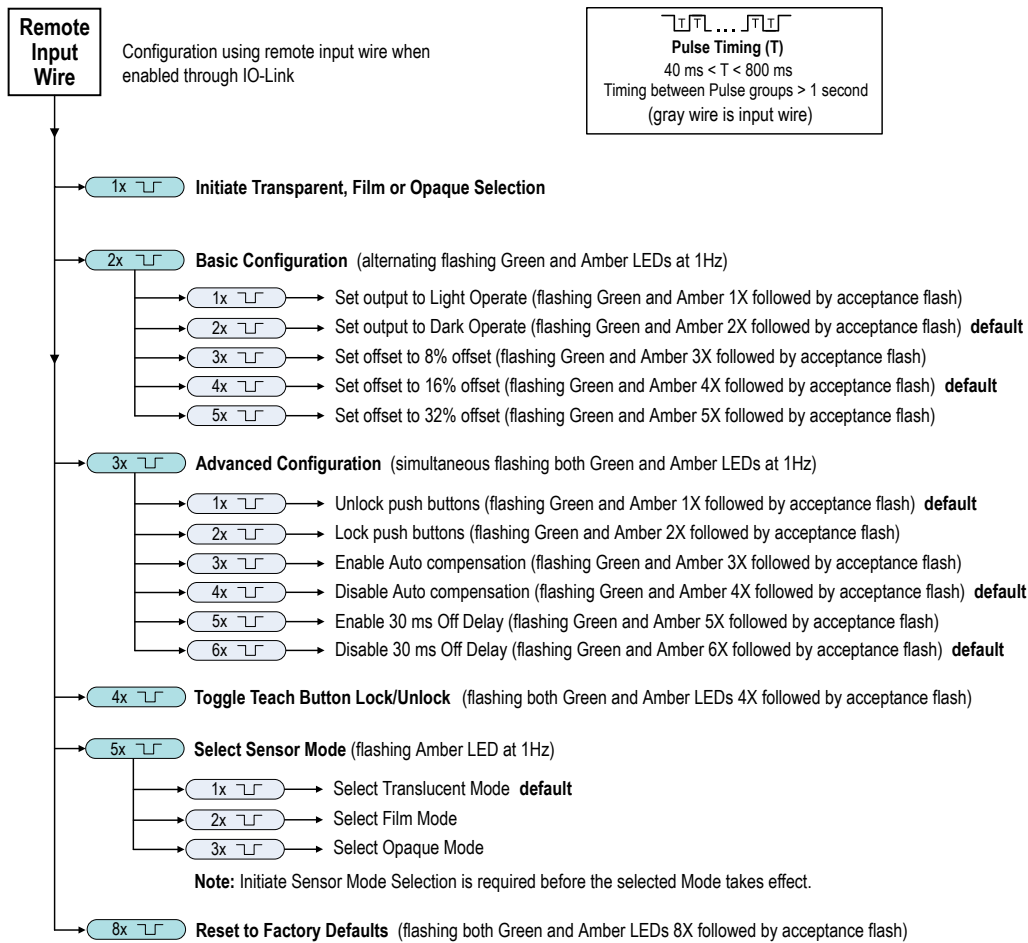 Remote
Input
Wire
Configuration using remote input wire when
enabled through IO-Link
T T ... T T
Pulse Timing (T)
40 ms < T < 800 ms
Timing between Pulse groups > 1 second
(gray wire is input wire)
1x Initiate Transparent, Film or Opaque Selection
2x Basic Configuration (alternating flashing Green and Amber LEDs at 1Hz)
1x Set output to Light Operate (flashing Green and Amber 1X followed by acceptance flash)
2x Set output to Dark Operate (flashing Green and Amber 2X followed by acceptance flash) default
3x Set offset to 8% offset (flashing Green and Amber 3X followed by acceptance flash)
4x Set offset to 16% offset (flashing Green and Amber 4X followed by acceptance flash) default
5x Set offset to 32% offset (flashing Green and Amber 5X followed by acceptance flash)
3x Advanced Configuration (simultaneous flashing both Green and Amber LEDs at 1Hz)
1x Unlock push buttons (flashing Green and Amber 1X followed by acceptance flash) default
2x Lock push buttons (flashing Green and Amber 2X followed by acceptance flash)
3x Enable Auto compensation (flashing Green and Amber 3X followed by acceptance flash)
4x Disable Auto compensation (flashing Green and Amber 4X followed by acceptance flash) default
5x Enable 30 ms Off Delay (flashing Green and Amber 5X followed by acceptance flash)
6x Disable 30 ms Off Delay (flashing Green and Amber 6X followed by acceptance flash) default
4x Toggle Teach Button Lock/Unlock (flashing both Green and Amber LEDs 4X followed by acceptance flash)
5x Select Sensor Mode (flashing Amber LED at 1Hz)
1x Select Translucent Mode default
2x Select Film Mode
3x Select Opaque Mode
Note: Initiate Sensor Mode Selection is required before the selected Mode takes effect.
8x Reset to Factory Defaults (flashing both Green and Amber LEDs 8X followed by acceptance flash)